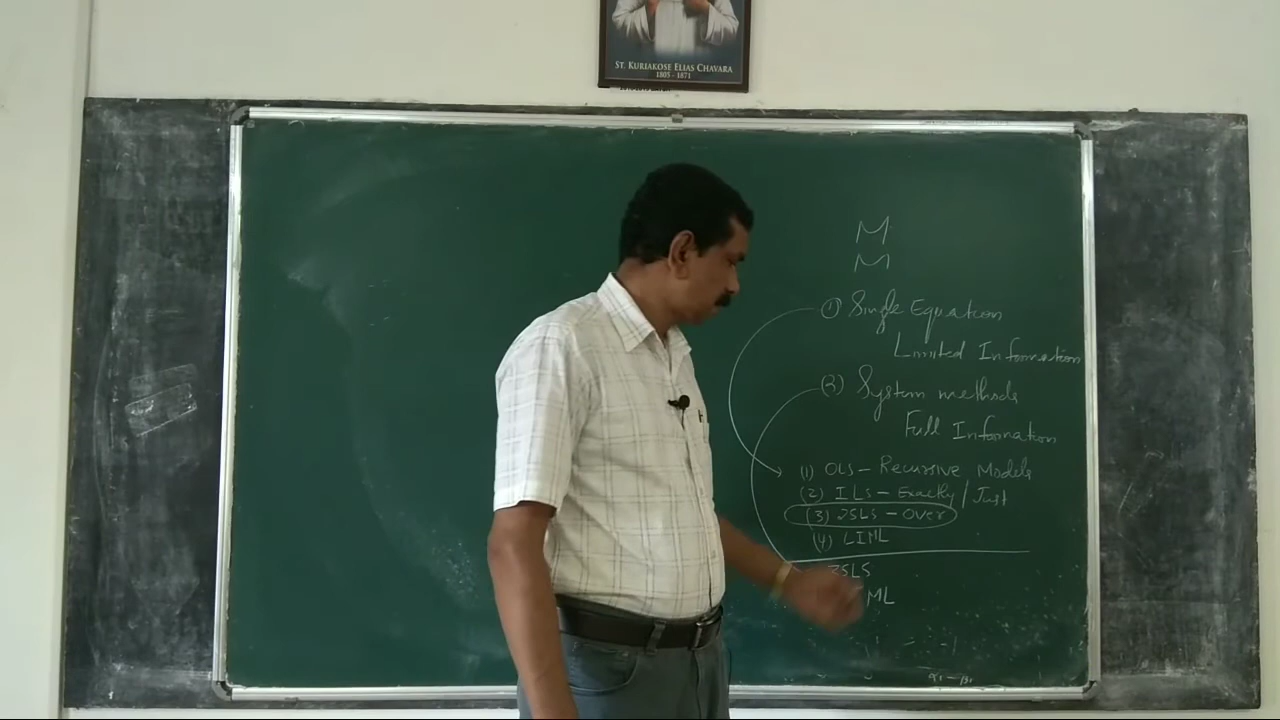 ST. KURIAKOSE ELIAS CHAVARA
1805 - 1871
M
M
(1) Single Equation
Limited Information
(2) System methods
Full Information
(1) OLS - Recursive Models
(2) ILS - Exactly / Just
(3) 2SLS - Over
(4) LIML
3SLS
ML